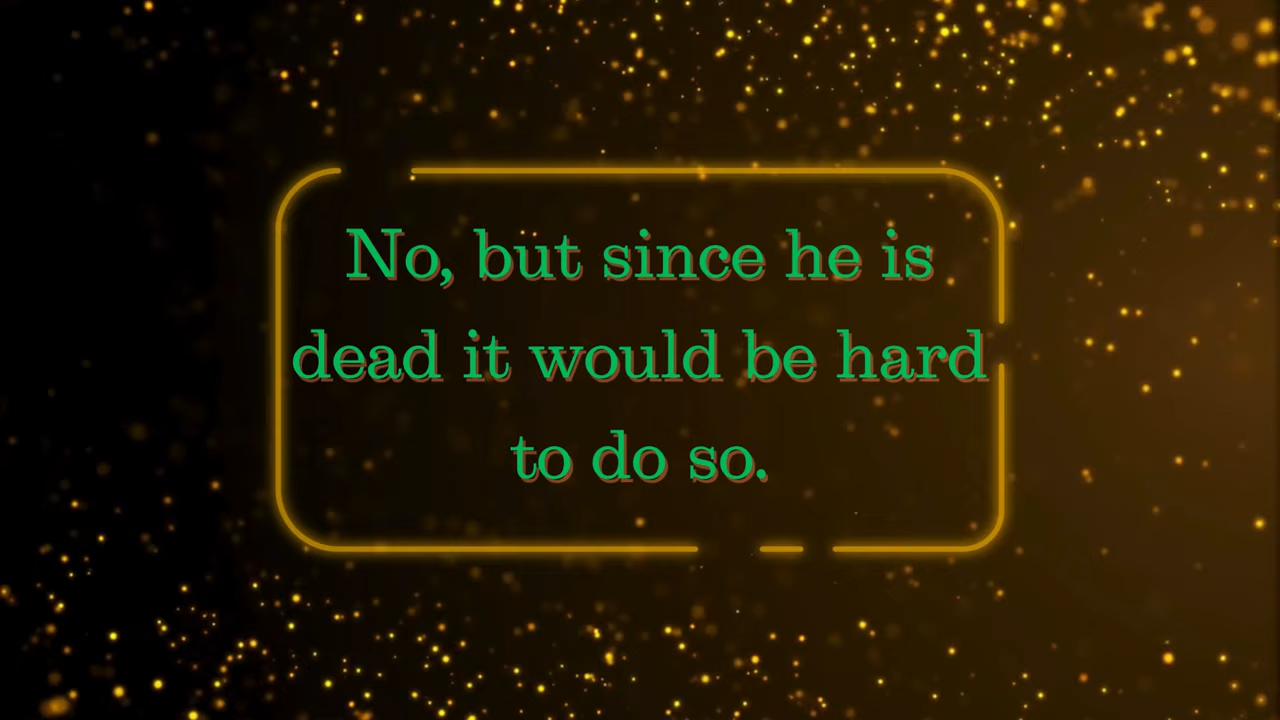 No, but since he is
dead it would be hard
to do so.